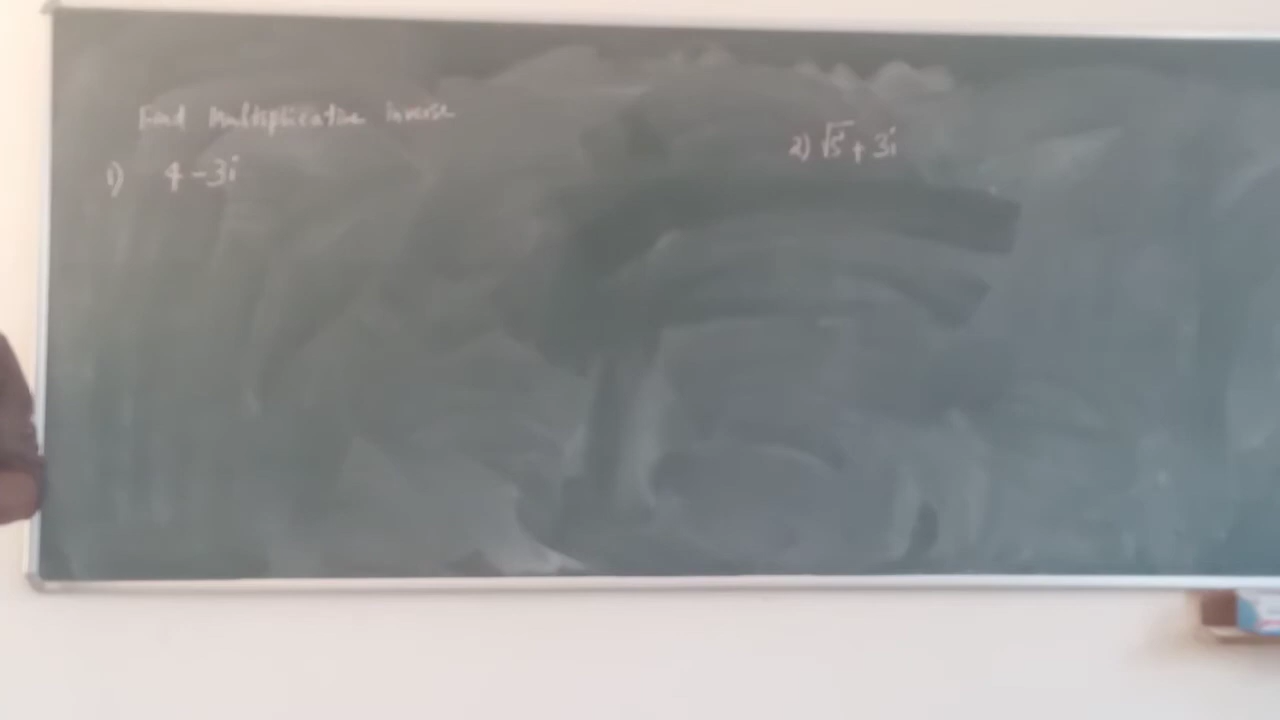 Find Multiplicative inverse
1) 4-3i
2) √5 + 3i